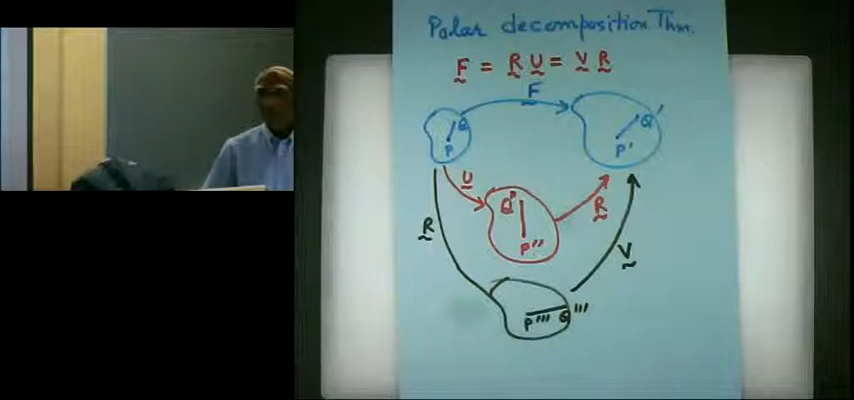 Polar decomposition Thm.
F = R U = V R
F
Q
P
Q'
P'
U
Q"
P"
R
R
V
P''' Q'''